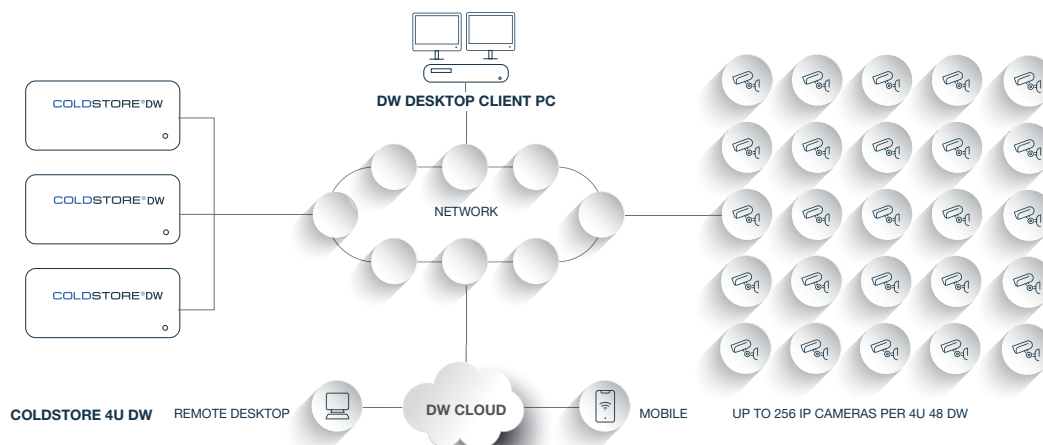 DW DESKTOP CLIENT PC
COLDSTORE®DW
COLDSTORE®DW
COLDSTORE®DW
NETWORK
COLDSTORE 4U DW
REMOTE DESKTOP
DW CLOUD
MOBILE
UP TO 256 IP CAMERAS PER 4U 48 DW